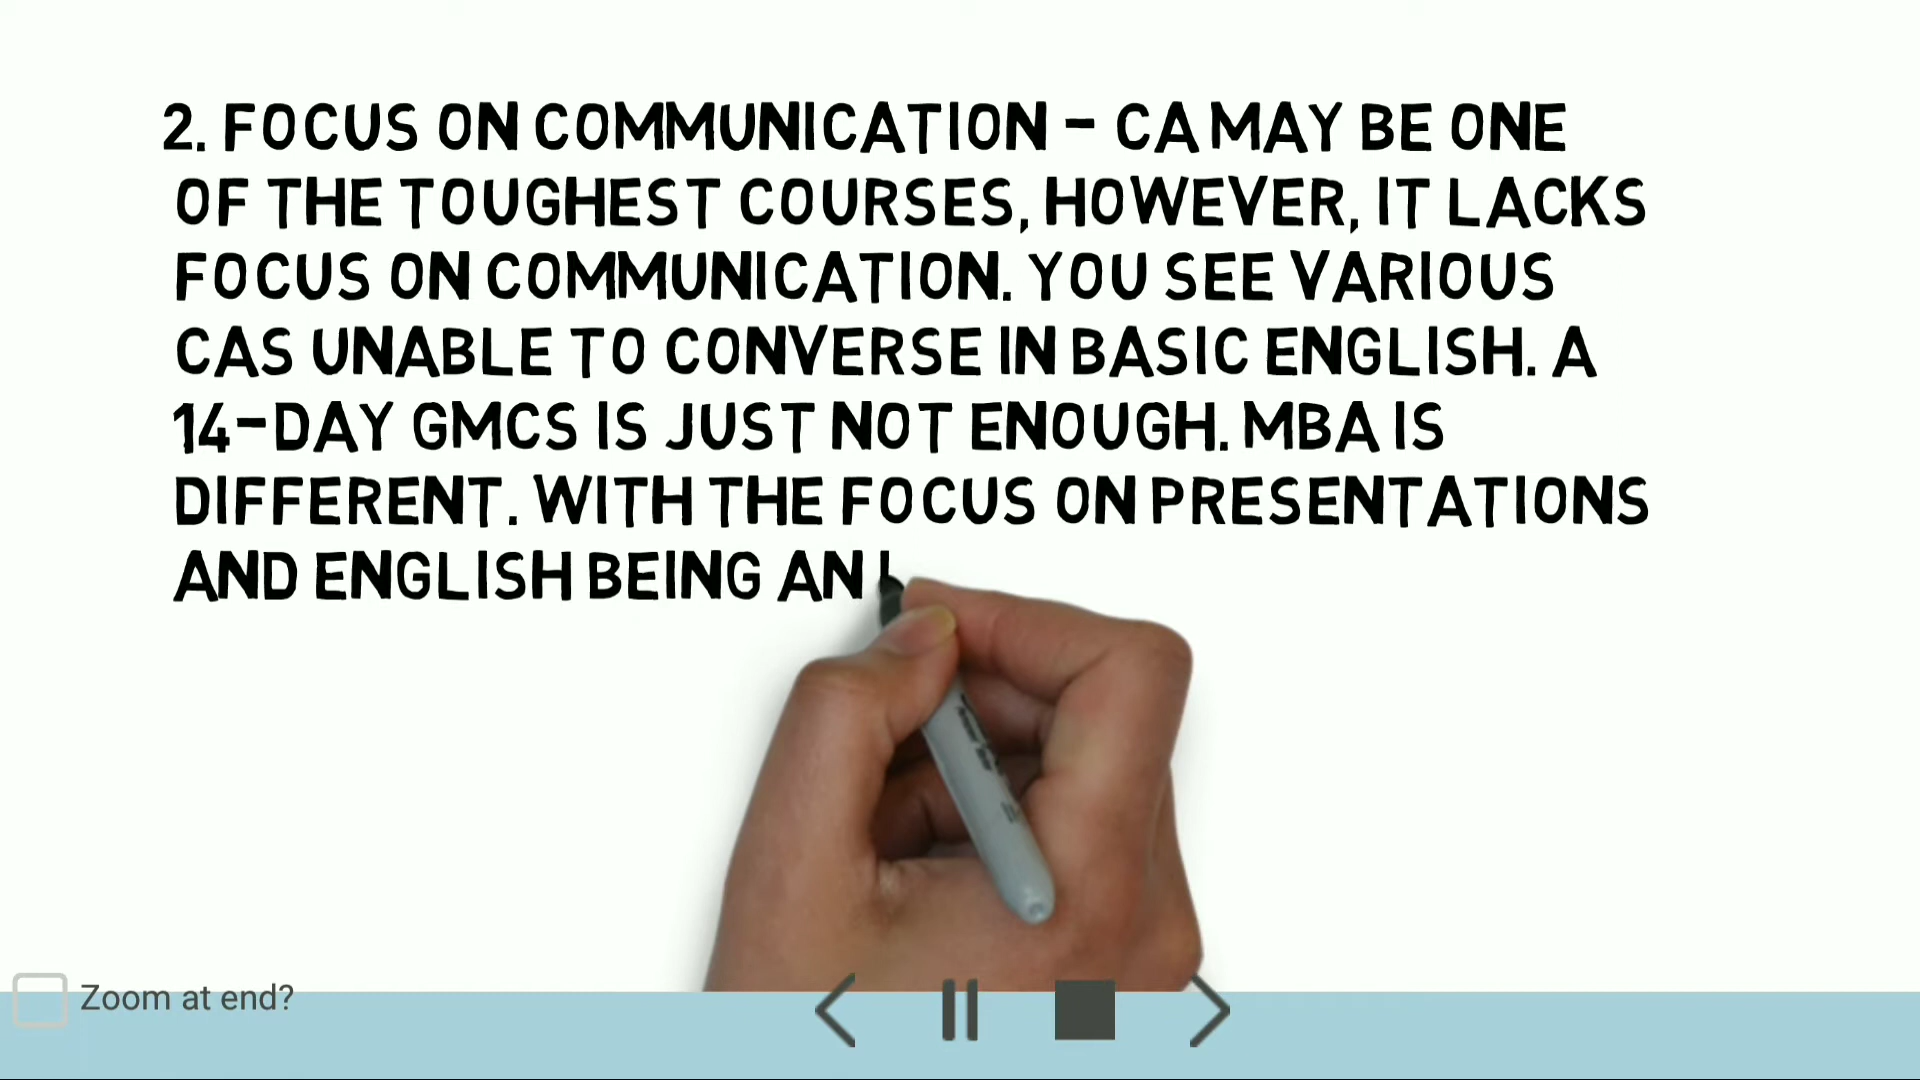 2. FOCUS ON COMMUNICATION - CA MAY BE ONE
OF THE TOUGHEST COURSES, HOWEVER, IT LACKS
FOCUS ON COMMUNICATION. YOU SEE VARIOUS
CAS UNABLE TO CONVERSE IN BASIC ENGLISH. A
14-DAY GMCS IS JUST NOT ENOUGH. MBA IS
DIFFERENT. WITH THE FOCUS ON PRESENTATIONS
AND ENGLISH BEING AN
Zoom at end?